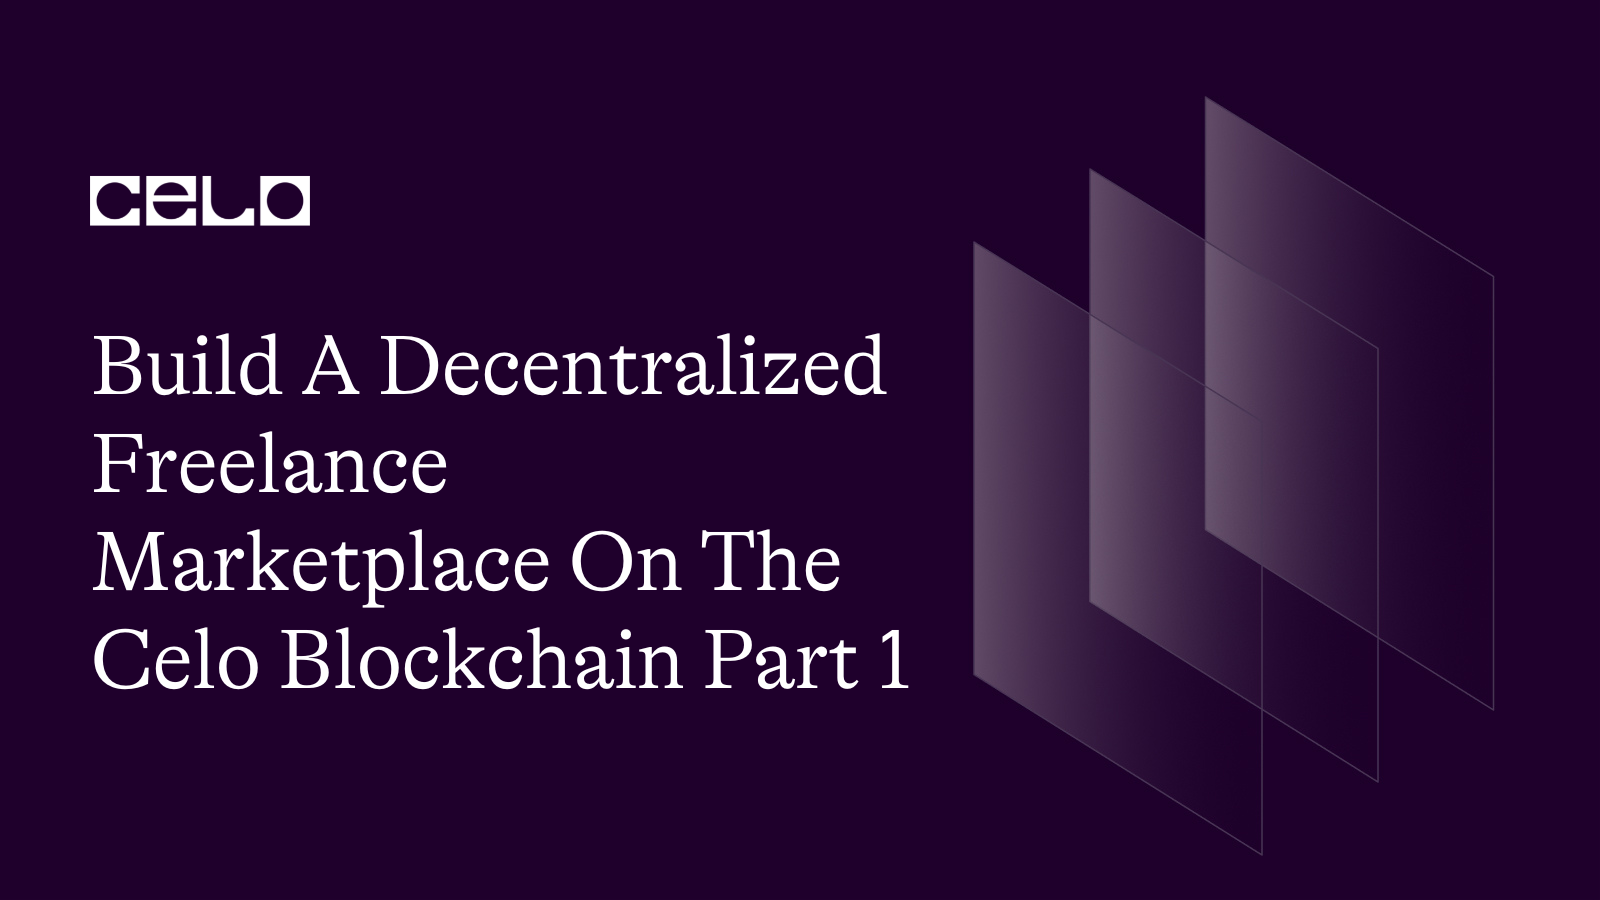 CELO
Build A Decentralized
Freelance
Marketplace On The
Celo Blockchain Part 1